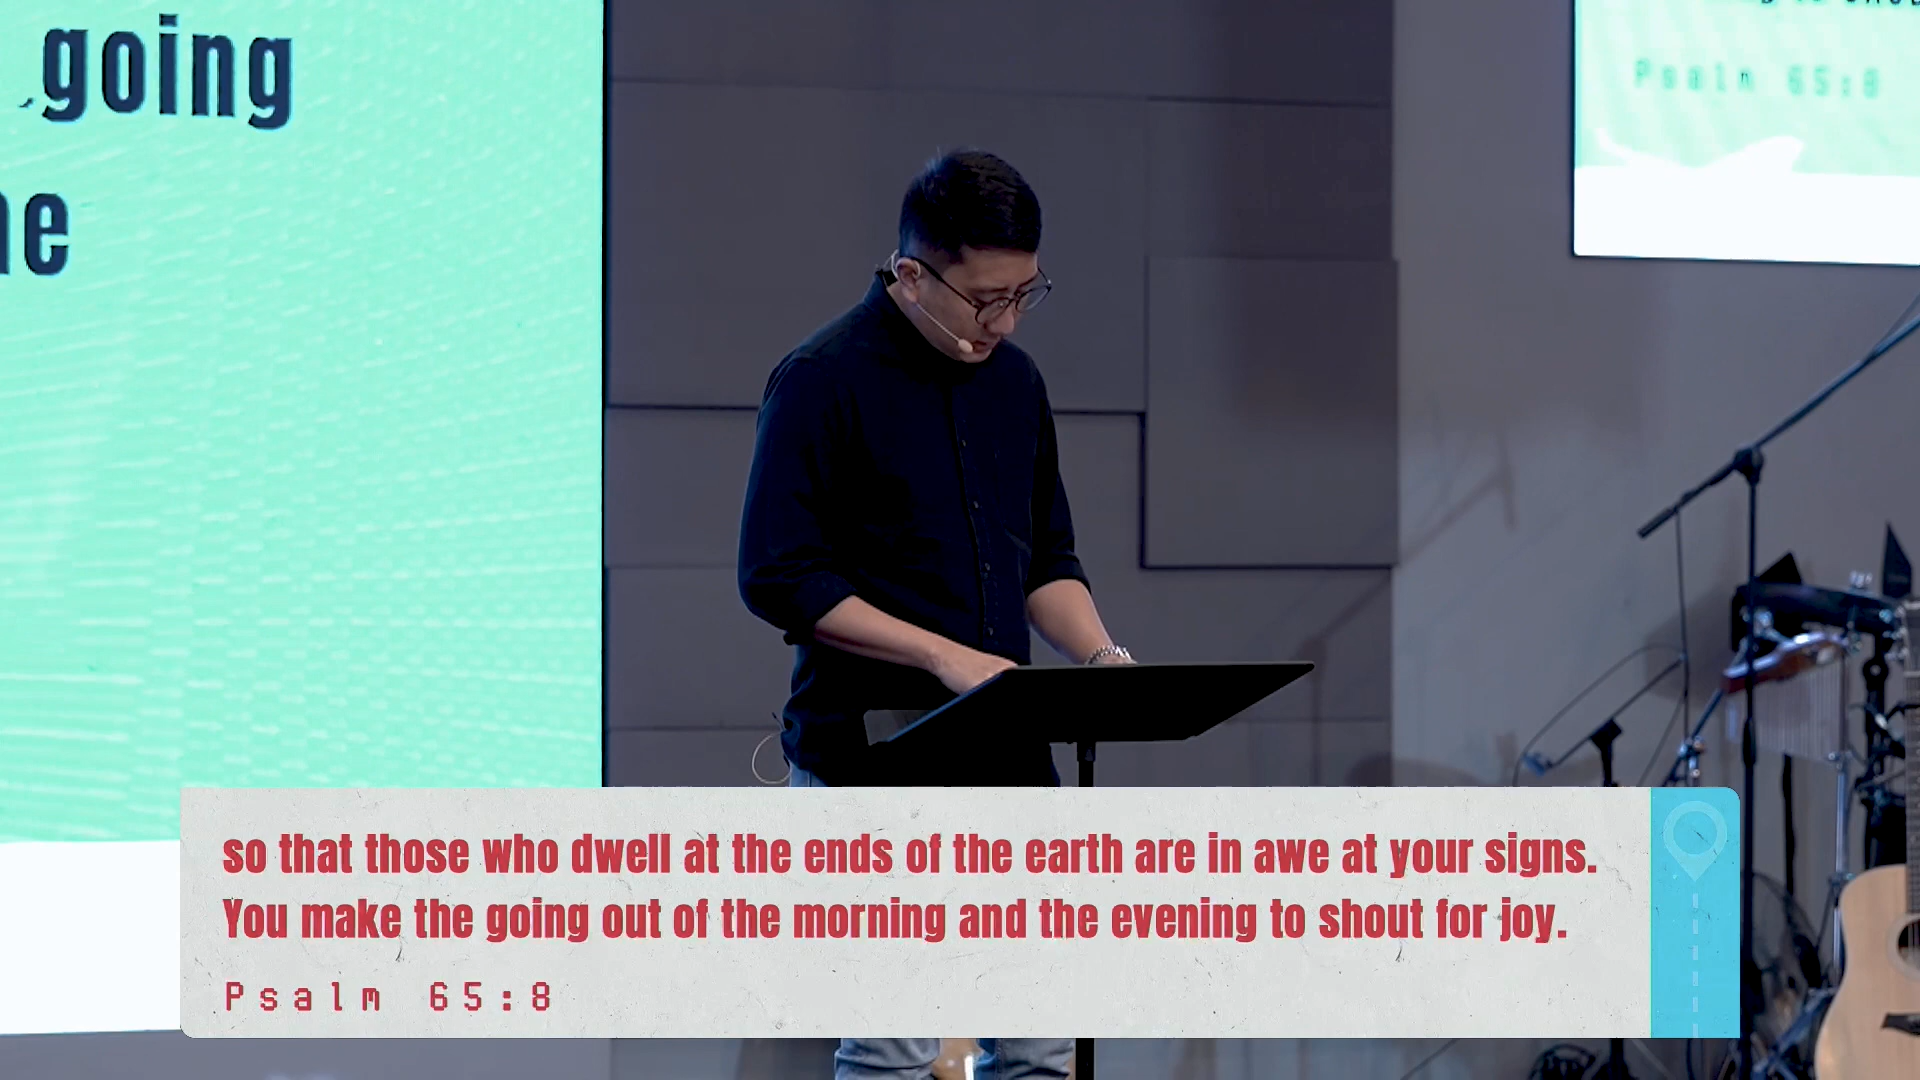 going
Psalm 65:8
so that those who dwell at the ends of the earth are in awe at your signs.
You make the going out of the morning and the evening to shout for joy.
Psalm 65:8